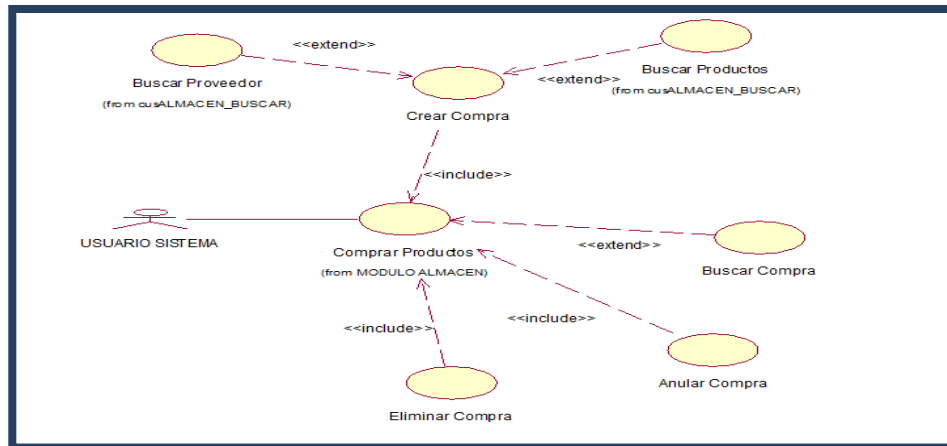 <<extend>>
Buscar Proveedor
(from cusALMACEN_BUSCAR)
<<extend>>
Buscar Productos
(from cusALMACEN_BUSCAR)
Crear Compra
<<include>>
USUARIO SISTEMA
Comprar Productos
(from MODULO ALMACEN)
<<extend>>
Buscar Compra
<<include>>
<<include>>
Anular Compra
Eliminar Compra